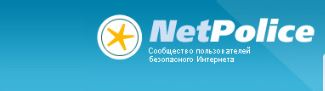 NetPolice
Сообщество пользователей
безопасного Интернета